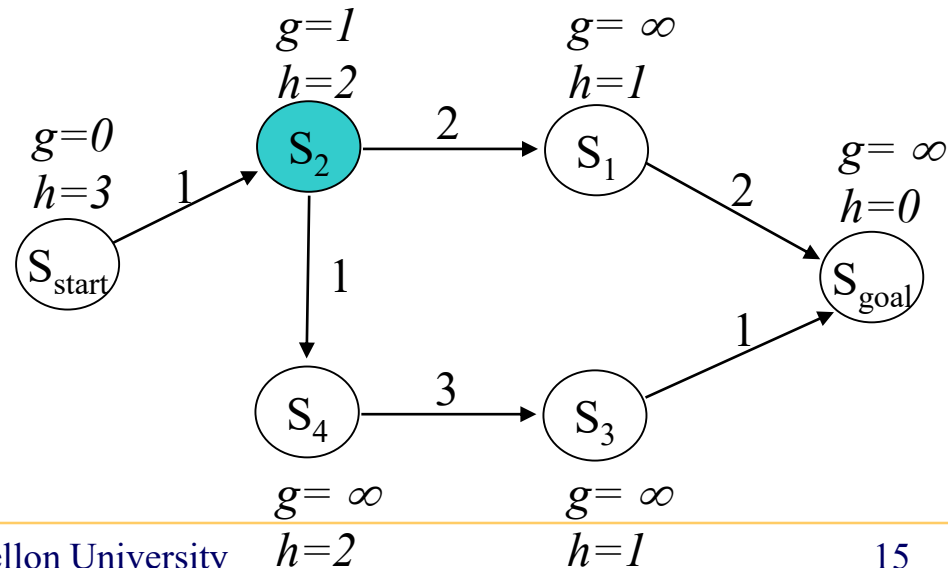 g=1
h=2
g= ∞
h=1
g=0
h=3
g= ∞
h=0
S2
2
S1
1
2
Sstart
1
Sgoal
1
S4
3
S3
g= ∞
h=2
g= ∞
h=1
ellon University
15